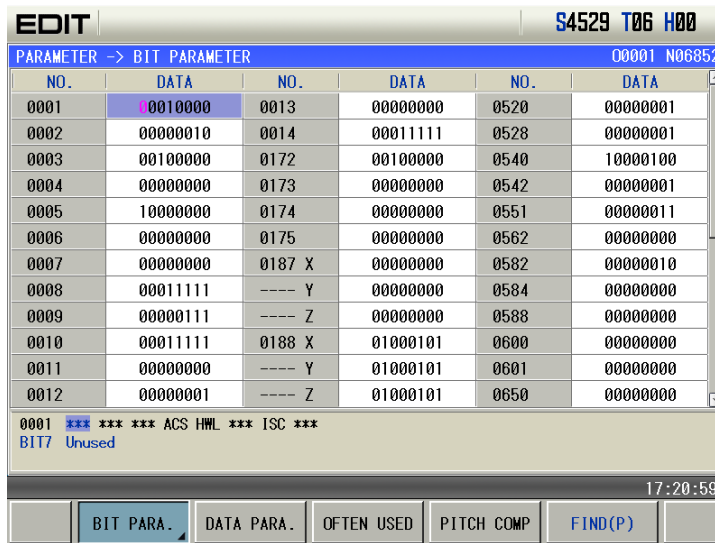 EDIT S4529 T06 H00
PARAMETER -> BIT PARAMETER O0001 N06852
NO. DATA NO. DATA NO. DATA
0001 00010000 0013 00000000 0520 00000001
0002 00000010 0014 00011111 0528 00000001
0003 00100000 0172 00100000 0540 10000100
0004 00000000 0173 00000000 0542 00000001
0005 10000000 0174 00000000 0551 00000011
0006 00000000 0175 00000000 0562 00000000
0007 00000000 0187 X 00000000 0582 00000010
0008 00011111 ---- Y 00000000 0584 00000000
0009 00000111 ---- Z 00000000 0588 00000000
0010 00011111 0188 X 01000101 0600 00000000
0011 00000000 ---- Y 01000101 0601 00000000
0012 00000001 ---- Z 01000101 0650 00000000
0001 *** *** *** ACS HWL *** ISC ***
BIT7 Unused
17:20:59
BIT PARA. DATA PARA. OFTEN USED PITCH COMP FIND(P)